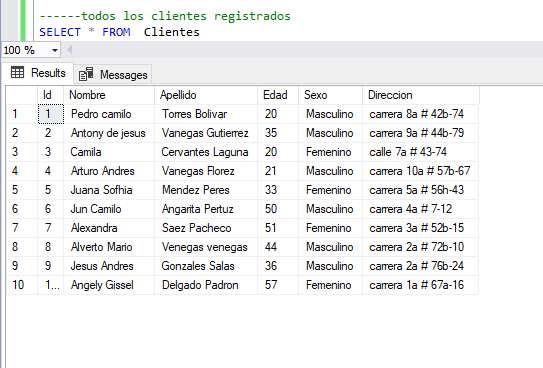 ------todos los clientes registrados
SELECT * FROM Clientes
100 %
Results Messages
Id Nombre Apellido Edad Sexo Direccion
1 1 Pedro camilo Torres Bolivar 20 Masculino carrera 8a # 42b-74
2 2 Antony de jesus Vanegas Gutierrez 35 Masculino carrera 9a # 44b-79
3 3 Camila Cervantes Laguna 20 Femenino calle 7a # 43-74
4 4 Arturo Andres Vanegas Florez 21 Masculino carrera 10a # 57b-67
5 5 Juana Sofhia Mendez Peres 33 Femenino carrera 5a # 56h-43
6 6 Jun Camilo Angarita Pertuz 50 Masculino carrera 4a # 7-12
7 7 Alexandra Saez Pacheco 51 Femenino carrera 3a # 52b-15
8 8 Alverto Mario Venegas venegas 44 Masculino carrera 2a # 72b-10
9 9 Jesus Andres Gonzales Salas 36 Masculino carrera 2a # 76b-24
10 1... Angely Gissel Delgado Padron 57 Femenino carrera 1a # 67a-16